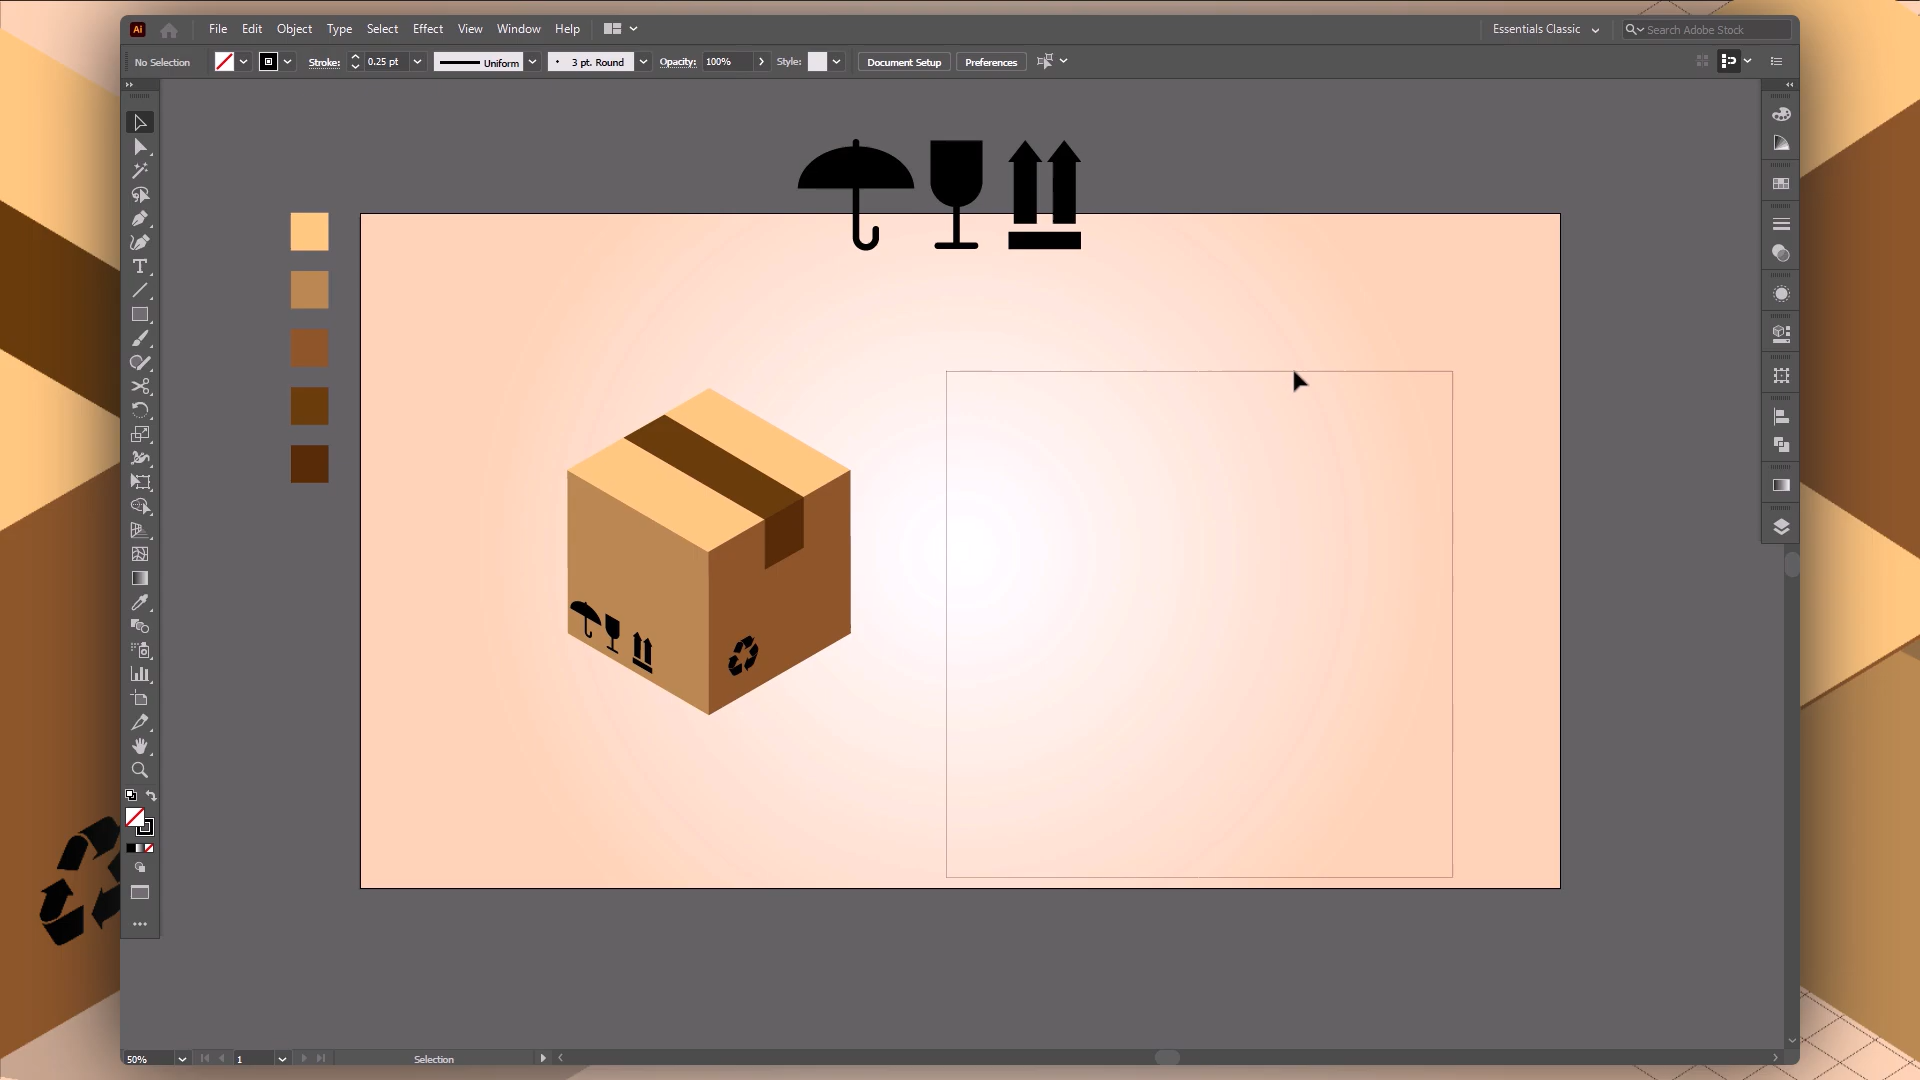 Ai File Edit Object Type Select Effect View Window Help Essentials Classic Search Adobe Stock
No Selection Stroke: 0.25 pt Uniform 3 pt. Round Opacity: 100% Style: Document Setup Preferences
T
50% 1 Selection